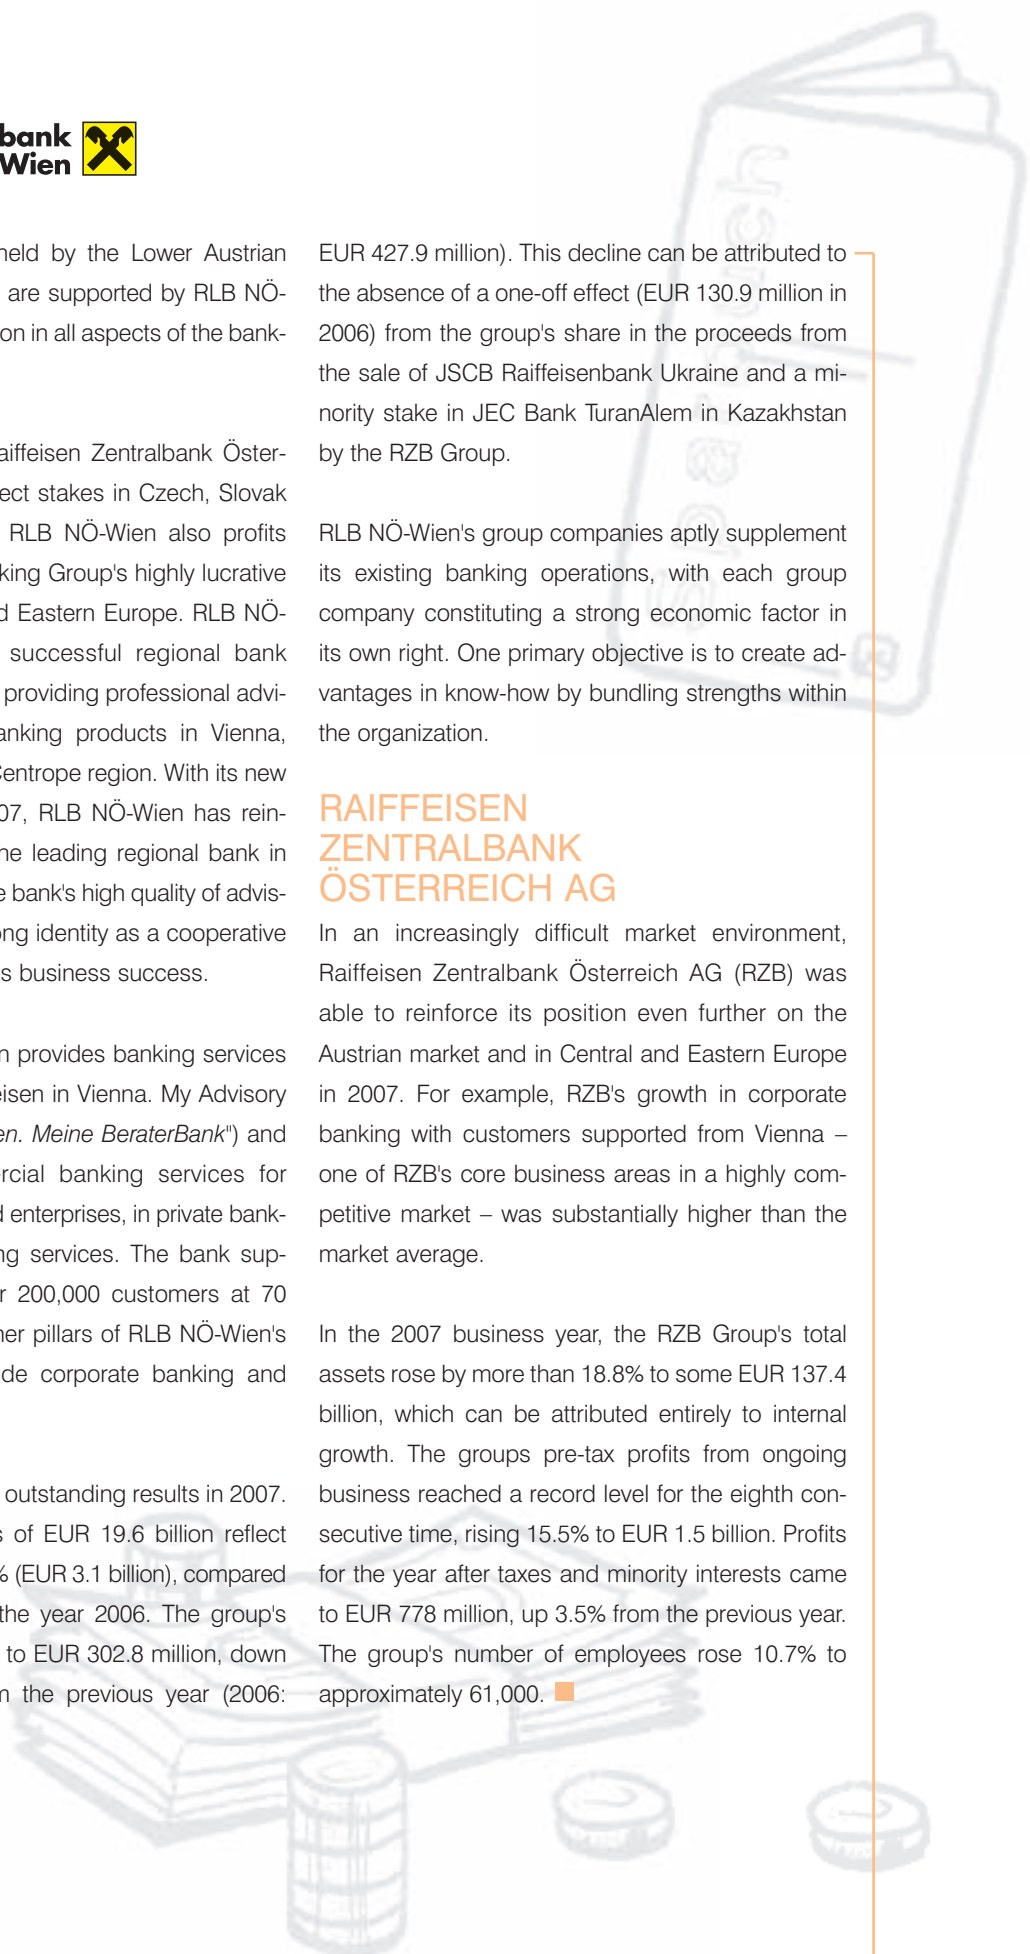 bank
Wien
held by the Lower Austrian
are supported by RLB NÖ-
on in all aspects of the bank-
aiffeisen Zentralbank Öster-
ect stakes in Czech, Slovak
RLB NÖ-Wien also profits
king Group's highly lucrative
d Eastern Europe. RLB NÖ-
successful regional bank
providing professional advi-
anking products in Vienna,
Centrope region. With its new
07, RLB NÖ-Wien has rein-
he leading regional bank in
e bank's high quality of advis-
ong identity as a cooperative
s business success.
n provides banking services
eisen in Vienna. My Advisory
en. Meine BeraterBank") and
ercial banking services for
d enterprises, in private bank-
ng services. The bank sup-
r 200,000 customers at 70
her pillars of RLB NÖ-Wien's
de corporate banking and
outstanding results in 2007.
s of EUR 19.6 billion reflect
% (EUR 3.1 billion), compared
the year 2006. The group's
to EUR 302.8 million, down
m the previous year (2006:
EUR 427.9 million). This decline can be attributed to
the absence of a one-off effect (EUR 130.9 million in
2006) from the group's share in the proceeds from
the sale of JSCB Raiffeisenbank Ukraine and a mi-
nority stake in JEC Bank TuranAlem in Kazakhstan
by the RZB Group.
RLB NÖ-Wien's group companies aptly supplement
its existing banking operations, with each group
company constituting a strong economic factor in
its own right. One primary objective is to create ad-
vantages in know-how by bundling strengths within
the organization.
RAIFFEISEN
ZENTRALBANK
ÖSTERREICH AG
In an increasingly difficult market environment,
Raiffeisen Zentralbank Österreich AG (RZB) was
able to reinforce its position even further on the
Austrian market and in Central and Eastern Europe
in 2007. For example, RZB's growth in corporate
banking with customers supported from Vienna –
one of RZB's core business areas in a highly com-
petitive market – was substantially higher than the
market average.
In the 2007 business year, the RZB Group's total
assets rose by more than 18.8% to some EUR 137.4
billion, which can be attributed entirely to internal
growth. The groups pre-tax profits from ongoing
business reached a record level for the eighth con-
secutive time, rising 15.5% to EUR 1.5 billion. Profits
for the year after taxes and minority interests came
to EUR 778 million, up 3.5% from the previous year.
The group's number of employees rose 10.7% to
approximately 61,000.
Sparbuch